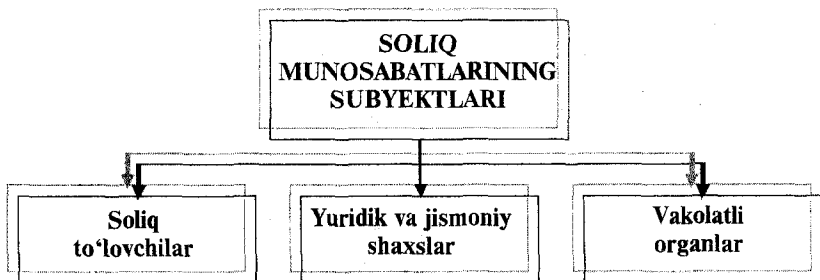 SOLIQ
MUNOSABATLARINING
SUBYEKTLARI
Soliq
to‘lovchilar
Yuridik va jismoniy
shaxslar
Vakolatli
organlar